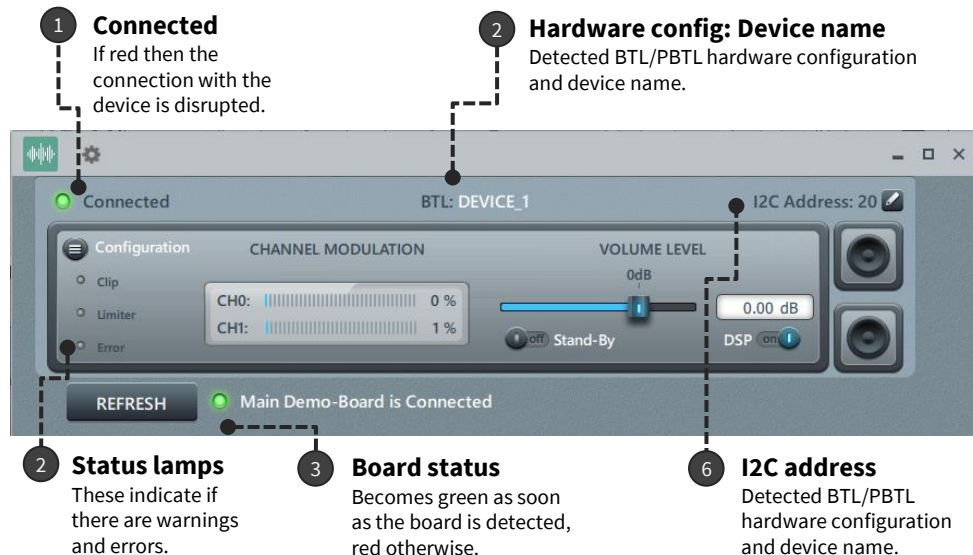 1 Connected
If red then the
connection with the
device is disrupted.
2 Hardware config: Device name
Detected BTL/PBTL hardware configuration
and device name.
Connected
BTL: DEVICE_1
I2C Address: 20
Configuration
Clip
Limiter
Error
CHANNEL MODULATION
CH0: 0 %
CH1: 1 %
VOLUME LEVEL
0dB
0.00 dB
off Stand-By
DSP on
REFRESH
Main Demo-Board is Connected
2 Status lamps
These indicate if
there are warnings
and errors.
3 Board status
Becomes green as soon
as the board is detected,
red otherwise.
6 I2C address
Detected BTL/PBTL
hardware configuration
and device name.